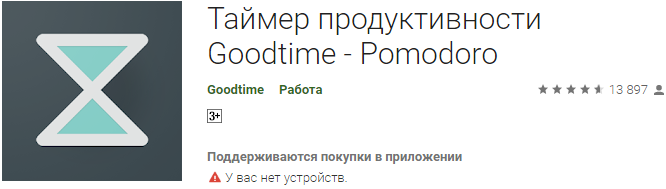 Таймер продуктивности
Goodtime - Pomodoro
Goodtime Работа 13 897
3+
Поддерживаются покупки в приложении
У вас нет устройств.